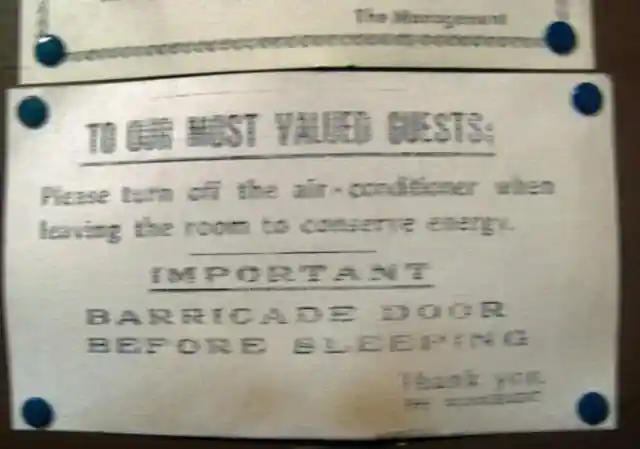 The Management
TO OUR MOST VALUED GUESTS:
Please turn off the air-conditioner when
leaving the room to conserve energy.
IMPORTANT
BARRICADE DOOR
BEFORE SLEEPING
Thank you.